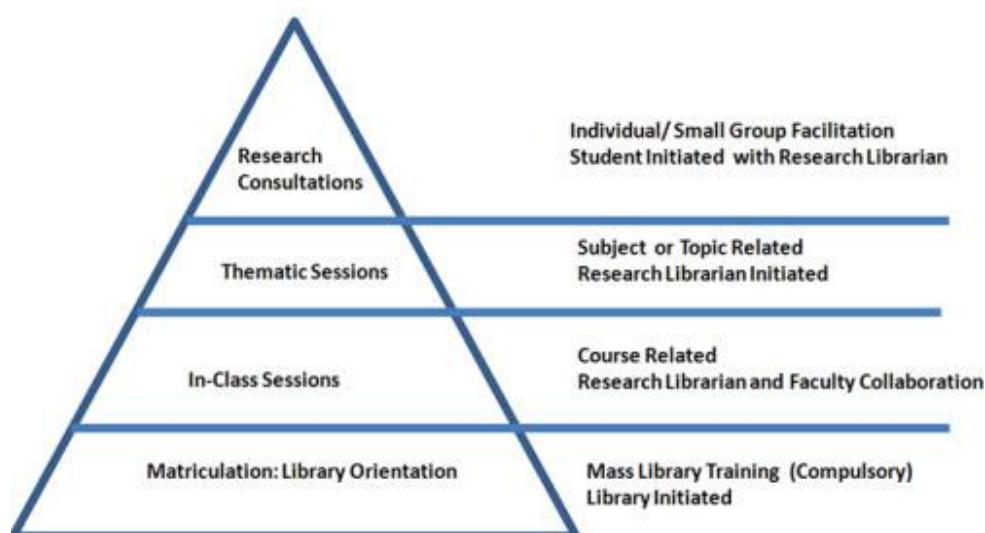 Research
Consultations
Individual/ Small Group Facilitation
Student Initiated with Research Librarian
Thematic Sessions
Subject or Topic Related
Research Librarian Initiated
In-Class Sessions
Course Related
Research Librarian and Faculty Collaboration
Matriculation: Library Orientation
Mass Library Training (Compulsory)
Library Initiated